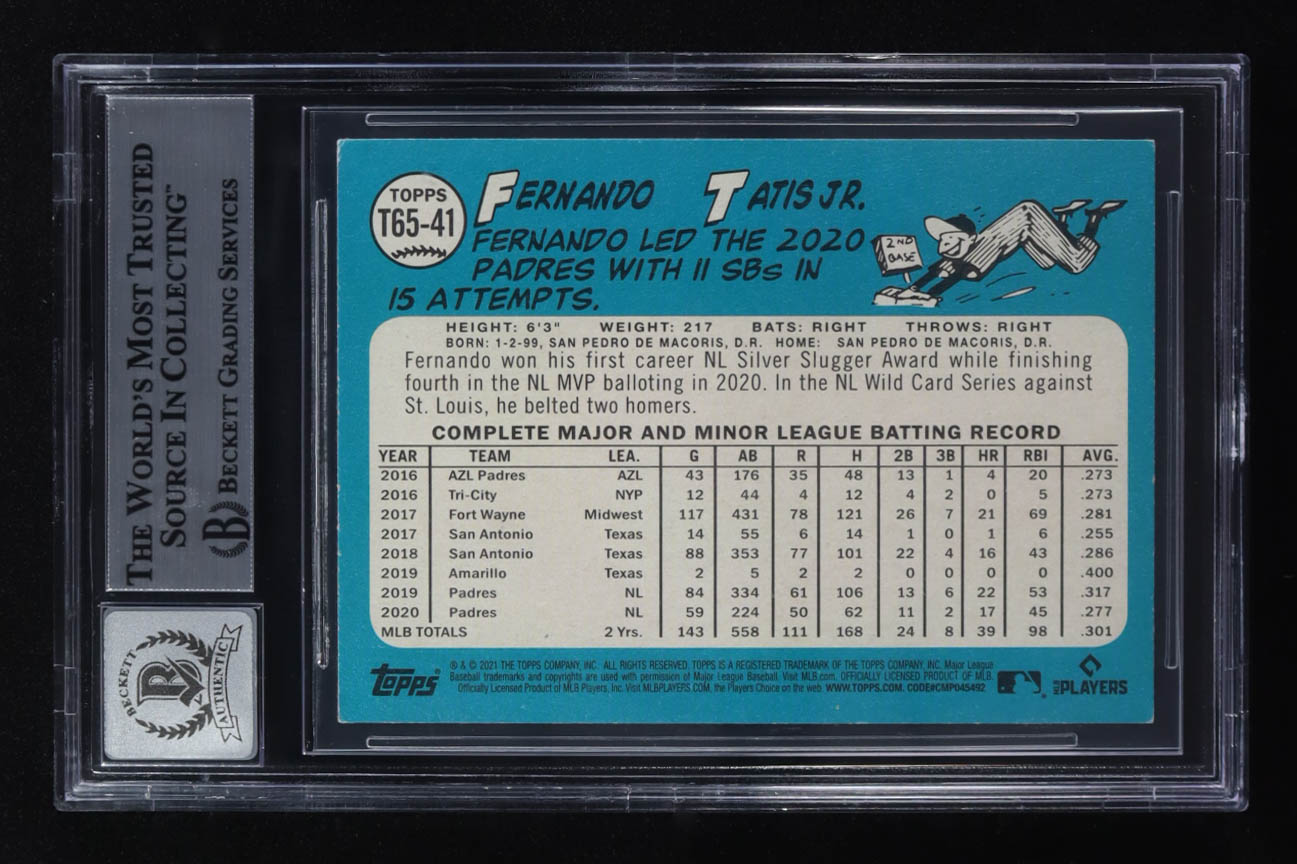 THE WORLD'S MOST TRUSTED
SOURCE IN COLLECTING™
BECKETT GRADING SERVICES
B
BECKETT
AUTHENTIC
TOPPS
T65-41
FERNANDO TATIS JR.
FERNANDO LED THE 2020
PADRES WITH 11 SBs IN
15 ATTEMPTS.
2ND
BASE
HEIGHT: 6'3" WEIGHT: 217 BATS: RIGHT THROWS: RIGHT
BORN: 1-2-99, SAN PEDRO DE MACORIS, D.R. HOME: SAN PEDRO DE MACORIS, D.R.
Fernando won his first career NL Silver Slugger Award while finishing
fourth in the NL MVP balloting in 2020. In the NL Wild Card Series against
St. Louis, he belted two homers.
COMPLETE MAJOR AND MINOR LEAGUE BATTING RECORD
YEAR TEAM LEA. G AB R H 2B 3B HR RBI AVG.
2016 AZL Padres AZL 43 176 35 48 13 1 4 20 .273
2016 Tri-City NYP 12 44 4 12 4 2 0 5 .273
2017 Fort Wayne Midwest 117 431 78 121 26 7 21 69 .281
2017 San Antonio Texas 14 55 6 14 1 0 1 6 .255
2018 San Antonio Texas 88 353 77 101 22 4 16 43 .286
2019 Amarillo Texas 2 5 2 2 0 0 0 0 .400
2019 Padres NL 84 334 61 106 13 6 22 53 .317
2020 Padres NL 59 224 50 62 11 2 17 45 .277
MLB TOTALS 2 Yrs. 143 558 111 168 24 8 39 98 .301
topps
® & © 2021 THE TOPPS COMPANY, INC. ALL RIGHTS RESERVED. TOPPS IS A REGISTERED TRADEMARK OF THE TOPPS COMPANY, INC. Major League
Baseball trademarks and copyrights are used with permission of Major League Baseball. Visit MLB.com. OFFICIALLY LICENSED PRODUCT OF MLB.
Officially Licensed Product of MLB Players, Inc. Visit MLBPLAYERS.COM, the Players Choice on the web. WWW.TOPPS.COM. CODE#CMP045492
MLB PLAYERS